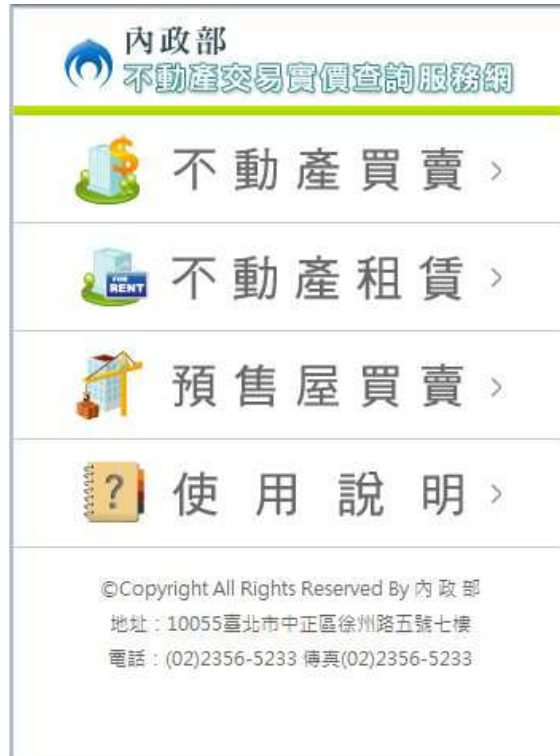 內政部
不動產交易實價查詢服務網
不動產買賣
FOR
RENT
不動產租賃
預售屋買賣
使用說明
©Copyright All Rights Reserved By 內 政 部
地址：10055臺北市中正區徐州路五號七樓
電話：(02)2356-5233 傳真(02)2356-5233